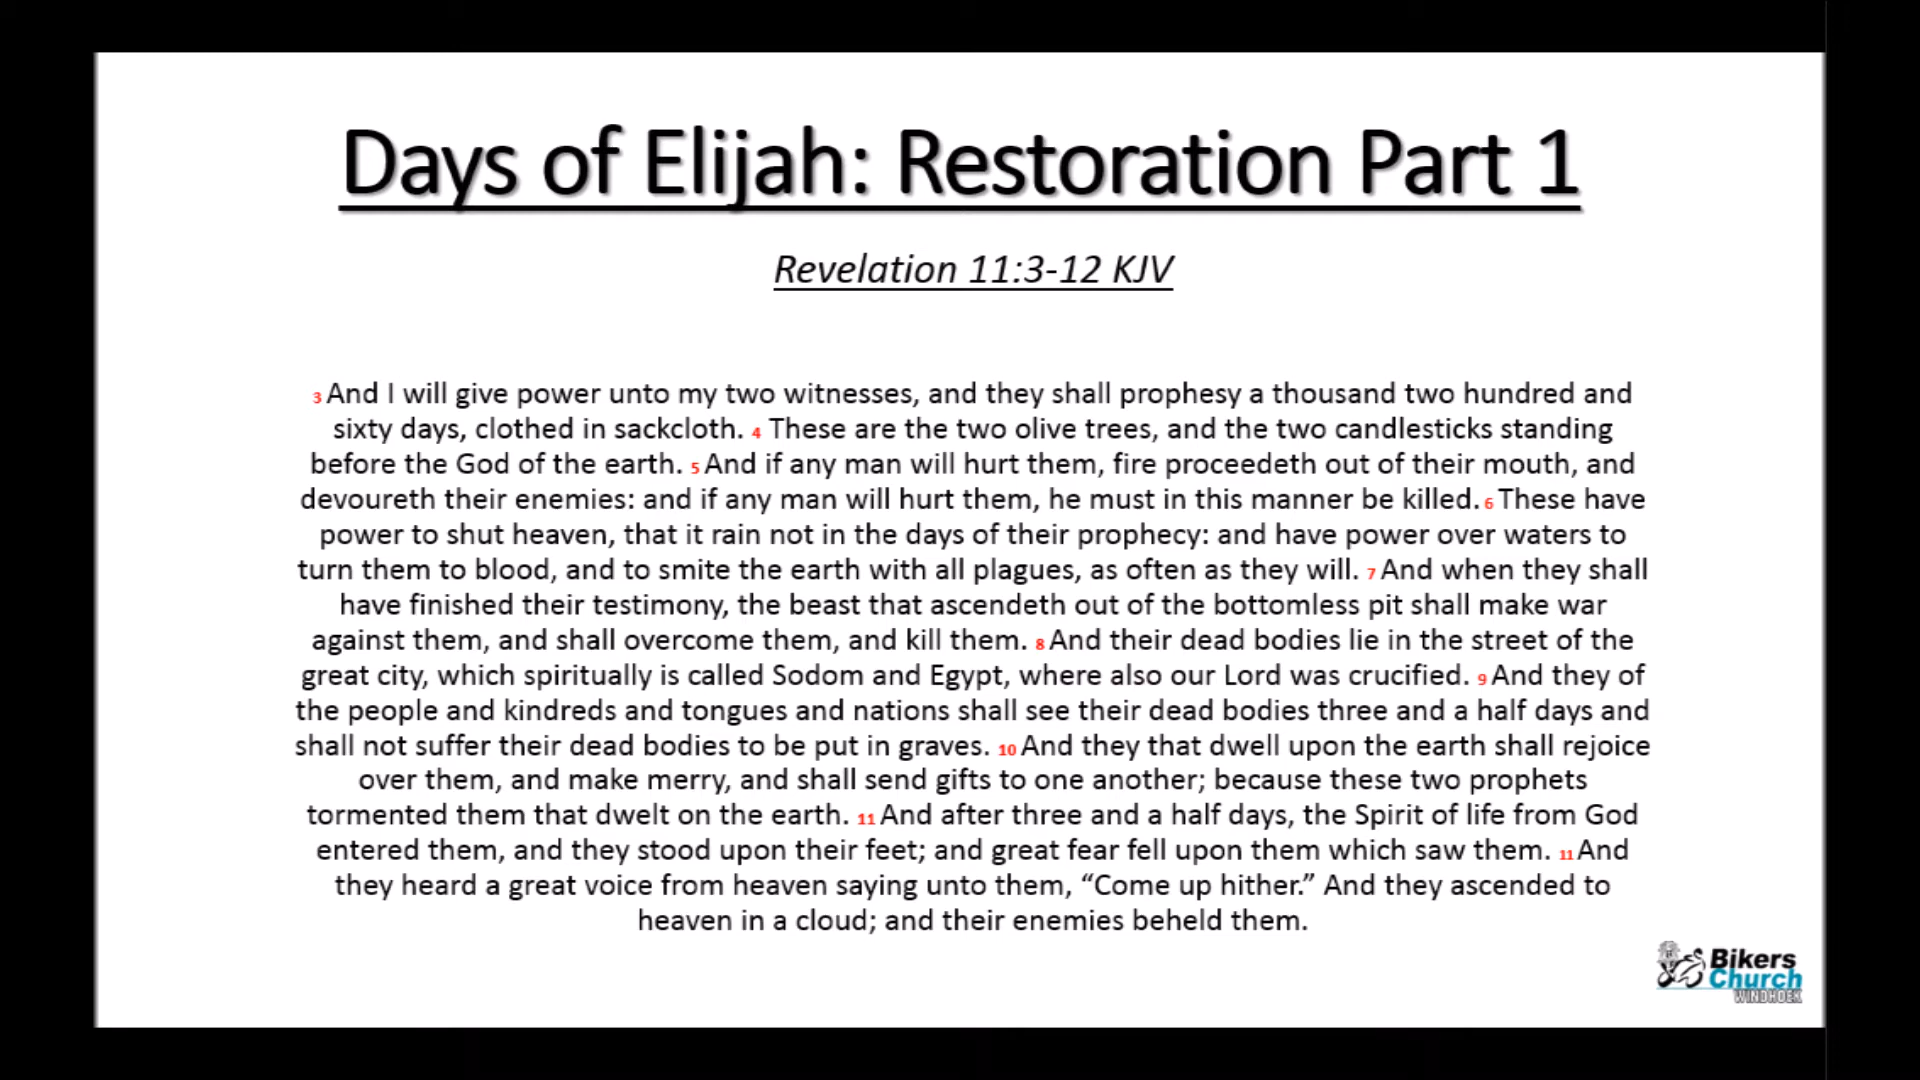 Days of Elijah: Restoration Part 1
Revelation 11:3-12 KJV
3 And I will give power unto my two witnesses, and they shall prophesy a thousand two hundred and
sixty days, clothed in sackcloth. 4 These are the two olive trees, and the two candlesticks standing
before the God of the earth. 5 And if any man will hurt them, fire proceedeth out of their mouth, and
devoureth their enemies: and if any man will hurt them, he must in this manner be killed. 6 These have
power to shut heaven, that it rain not in the days of their prophecy: and have power over waters to
turn them to blood, and to smite the earth with all plagues, as often as they will. 7 And when they shall
have finished their testimony, the beast that ascendeth out of the bottomless pit shall make war
against them, and shall overcome them, and kill them. 8 And their dead bodies lie in the street of the
great city, which spiritually is called Sodom and Egypt, where also our Lord was crucified. 9 And they of
the people and kindreds and tongues and nations shall see their dead bodies three and a half days and
shall not suffer their dead bodies to be put in graves. 10 And they that dwell upon the earth shall rejoice
over them, and make merry, and shall send gifts to one another; because these two prophets
tormented them that dwelt on the earth. 11 And after three and a half days, the Spirit of life from God
entered them, and they stood upon their feet; and great fear fell upon them which saw them. 11 And
they heard a great voice from heaven saying unto them, “Come up hither.” And they ascended to
heaven in a cloud; and their enemies beheld them.
Bikers
Church
WINDHOEK